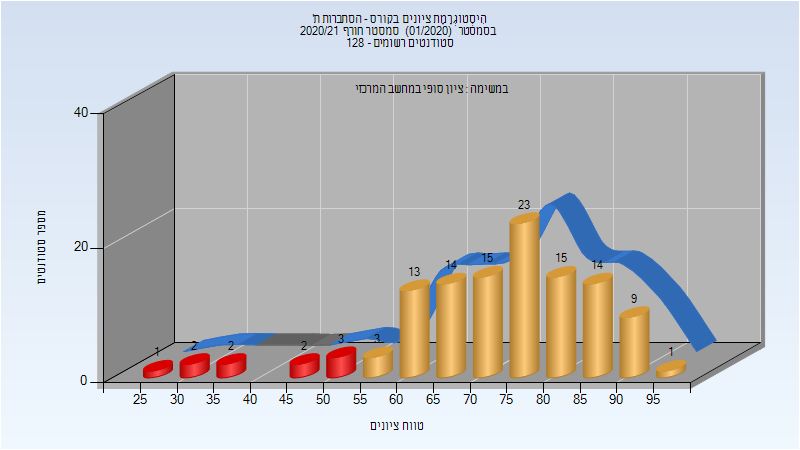 היסטוגרמת ציונים בקורס - הסתברות ת'
בסמסטר (01/2020) סמסטר חורף 2020/21
סטודנטים רשומים - 128
במשימה : ציון סופי במחשב המרכזי
מספר סטודנטים
40
20
0
1
2
2
2
3
3
13
14
15
23
15
14
9
1
25 30 35 40 45 50 55 60 65 70 75 80 85 90 95
טווח ציונים